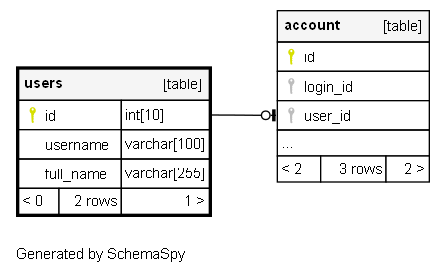 account [table]
id
login_id
user_id
...
< 2 3 rows 2 >
users [table]
id int[10]
username varchar[100]
full_name varchar[255]
< 0 2 rows 1 >
Generated by SchemaSpy